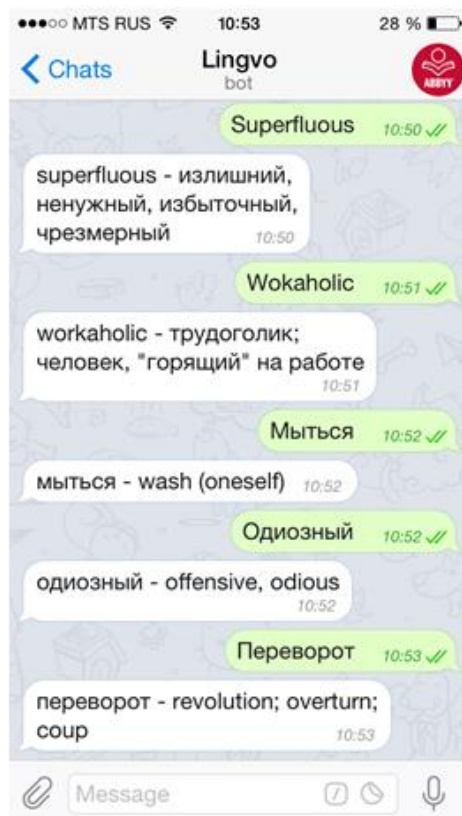 MTS RUS 10:53 28 %
Chats Lingvo
bot
ABBYY
Superfluous 10:50
superfluous - излишний,
ненужный, избыточный,
чрезмерный 10:50
Wokaholic 10:51
workaholic - трудоголик;
человек, "горящий" на работе
10:51
Мыться 10:52
мыться - wash (oneself) 10:52
Одиозный 10:52
одиозный - offensive, odious
10:52
Переворот 10:53
переворот - revolution; overturn;
coup 10:53
Message